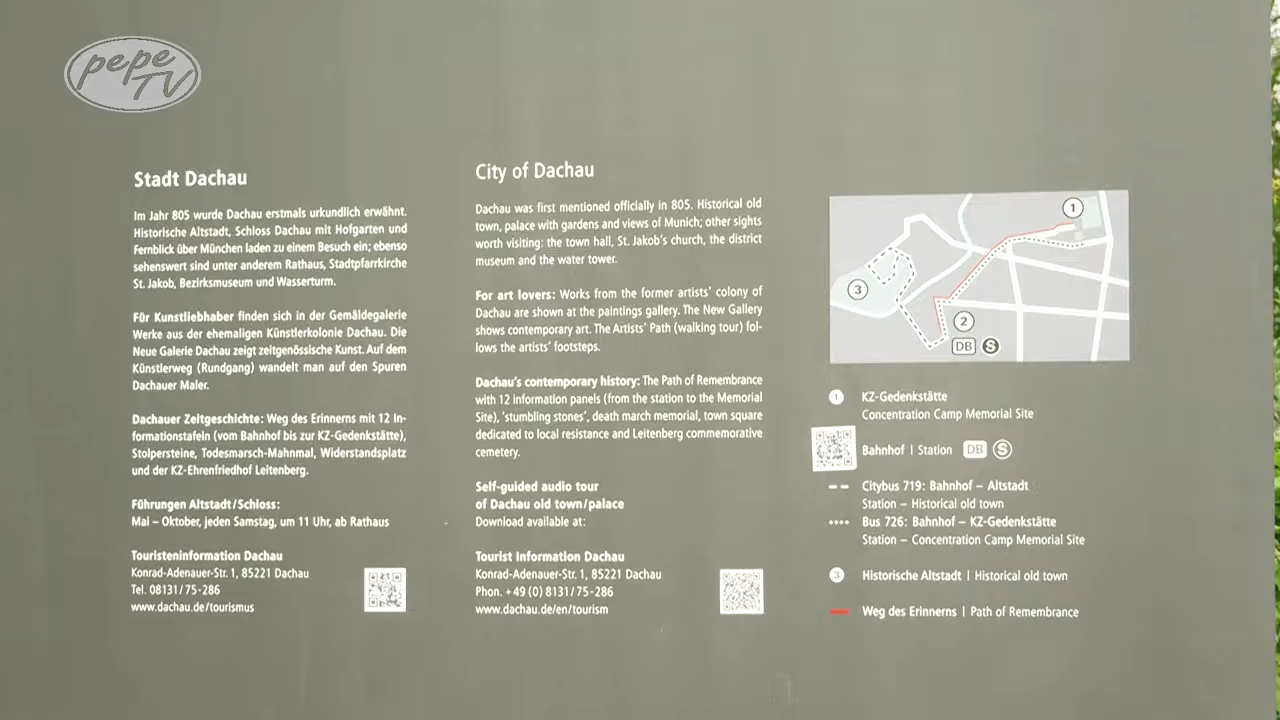 pepe
TV
Stadt Dachau
Im Jahr 805 wurde Dachau erstmals urkundlich erwähnt.
Historische Altstadt, Schloss Dachau mit Hofgarten und
Fernblick über München laden zu einem Besuch ein; ebenso
sehenswert sind unter anderem Rathaus, Stadtpfarrkirche
St. Jakob, Bezirksmuseum und Wasserturm.
Für Kunstliebhaber finden sich in der Gemäldegalerie
Werke aus der ehemaligen Künstlerkolonie Dachau. Die
Neue Galerie Dachau zeigt zeitgenössische Kunst. Auf dem
Künstlerweg (Rundgang) wandelt man auf den Spuren
Dachauer Maler.
Dachauer Zeitgeschichte: Weg des Erinnerns mit 12 In-
formationstafeln (vom Bahnhof bis zur KZ-Gedenkstätte),
Stolpersteine, Todesmarsch-Mahnmal, Widerstandsplatz
und der KZ-Ehrenfriedhof Leitenberg.
Führungen Altstadt/Schloss:
Mai – Oktober, jeden Samstag, um 11 Uhr, ab Rathaus
Touristeninformation Dachau
Konrad-Adenauer-Str. 1, 85221 Dachau
Tel. 08131/75-286
www.dachau.de/tourismus
City of Dachau
Dachau was first mentioned officially in 805. Historical old
town, palace with gardens and views of Munich; other sights
worth visiting: the town hall, St. Jakob's church, the district
museum and the water tower.
For art lovers: Works from the former artists' colony of
Dachau are shown at the paintings gallery. The New Gallery
shows contemporary art. The Artists' Path (walking tour) fol-
lows the artists' footsteps.
Dachau's contemporary history: The Path of Remembrance
with 12 information panels (from the station to the Memorial
Site), 'stumbling stones', death march memorial, town square
dedicated to local resistance and Leitenberg commemorative
cemetery.
Self-guided audio tour
of Dachau old town/palace
Download available at:
Tourist Information Dachau
Konrad-Adenauer-Str. 1, 85221 Dachau
Phon. +49 (0) 8131/75-286
www.dachau.de/en/tourism
1
3
2
DB S
1 KZ-Gedenkstätte
Concentration Camp Memorial Site
Bahnhof | Station DB S
Citybus 719: Bahnhof – Altstadt
Station – Historical old town
Bus 726: Bahnhof – KZ-Gedenkstätte
Station – Concentration Camp Memorial Site
3 Historische Altstadt | Historical old town
Weg des Erinnerns | Path of Remembrance